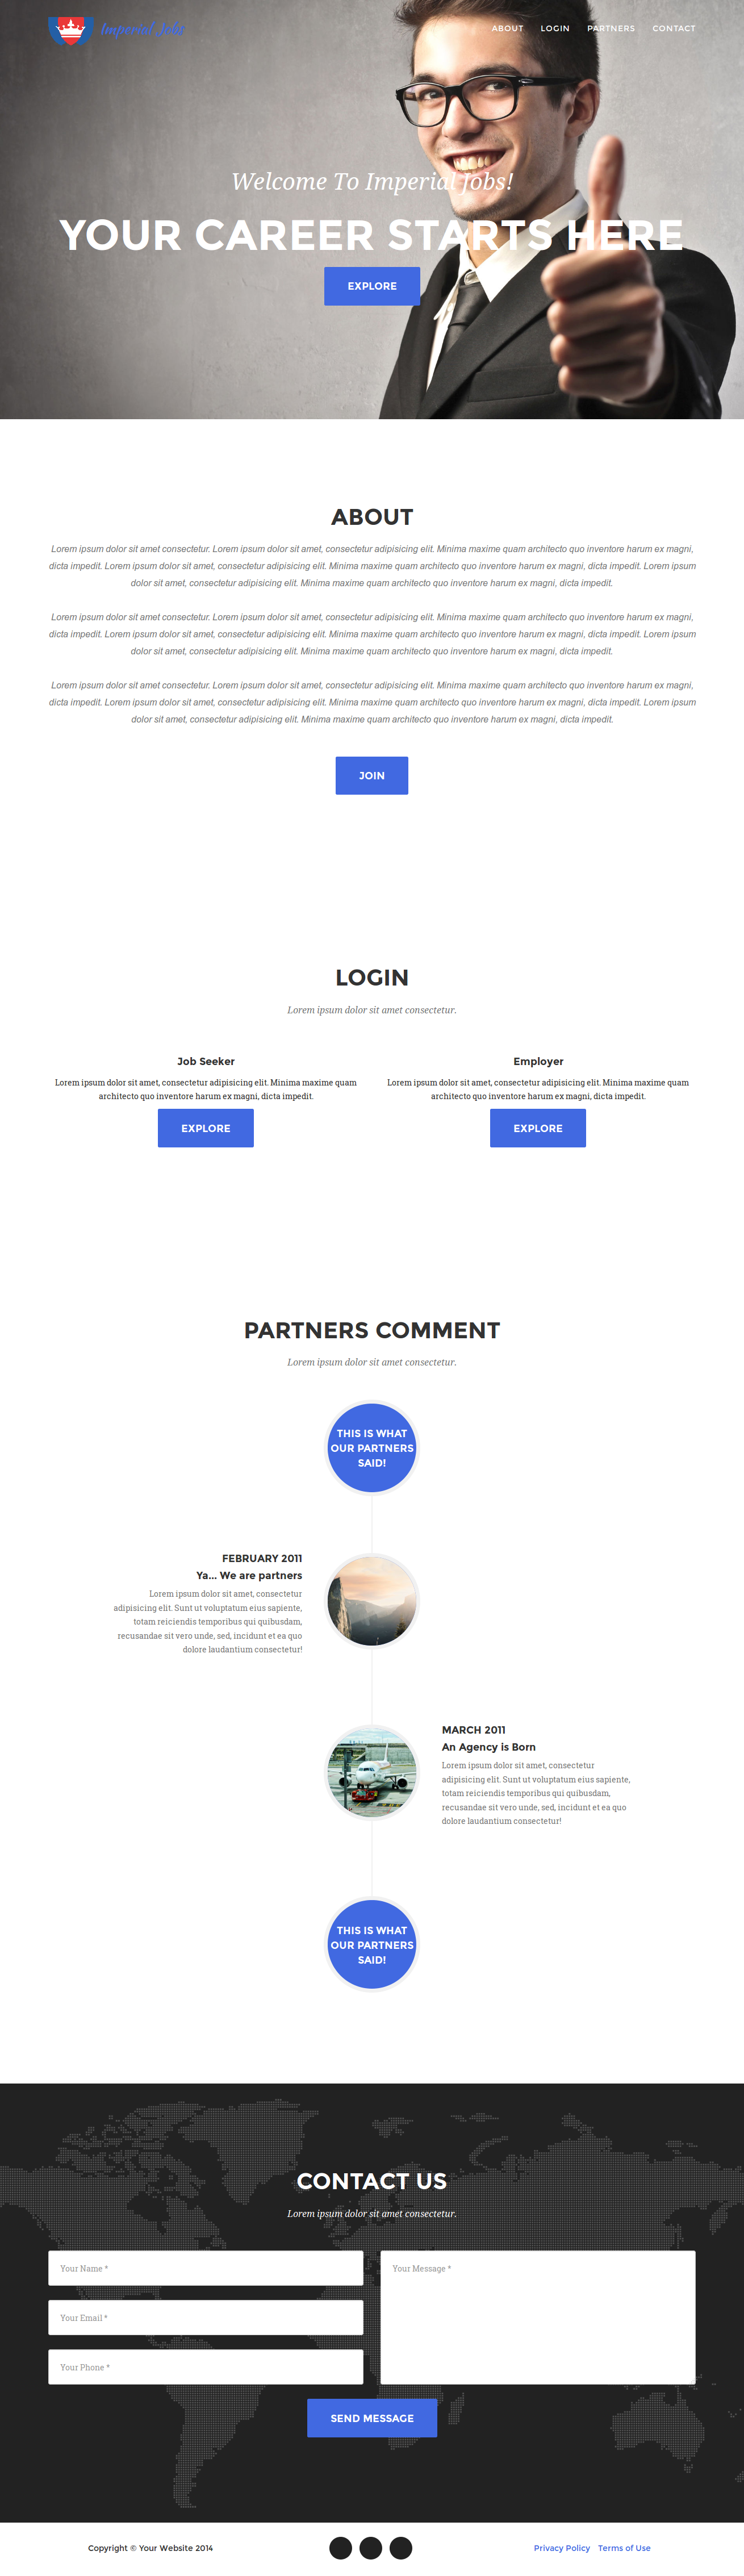 Imperial Jobs
ABOUT LOGIN PARTNERS CONTACT
Welcome To Imperial Jobs!
YOUR CAREER STARTS HERE
EXPLORE
ABOUT
Lorem ipsum dolor sit amet consectetur. Lorem ipsum dolor sit amet, consectetur adipisicing elit. Minima maxime quam architecto quo inventore harum ex magni,
dicta impedit. Lorem ipsum dolor sit amet, consectetur adipisicing elit. Minima maxime quam architecto quo inventore harum ex magni, dicta impedit. Lorem ipsum
dolor sit amet, consectetur adipisicing elit. Minima maxime quam architecto quo inventore harum ex magni, dicta impedit.
Lorem ipsum dolor sit amet consectetur. Lorem ipsum dolor sit amet, consectetur adipisicing elit. Minima maxime quam architecto quo inventore harum ex magni,
dicta impedit. Lorem ipsum dolor sit amet, consectetur adipisicing elit. Minima maxime quam architecto quo inventore harum ex magni, dicta impedit. Lorem ipsum
dolor sit amet, consectetur adipisicing elit. Minima maxime quam architecto quo inventore harum ex magni, dicta impedit.
Lorem ipsum dolor sit amet consectetur. Lorem ipsum dolor sit amet, consectetur adipisicing elit. Minima maxime quam architecto quo inventore harum ex magni,
dicta impedit. Lorem ipsum dolor sit amet, consectetur adipisicing elit. Minima maxime quam architecto quo inventore harum ex magni, dicta impedit. Lorem ipsum
dolor sit amet, consectetur adipisicing elit. Minima maxime quam architecto quo inventore harum ex magni, dicta impedit.
JOIN
LOGIN
Lorem ipsum dolor sit amet consectetur.
Job Seeker
Lorem ipsum dolor sit amet, consectetur adipisicing elit. Minima maxime quam
architecto quo inventore harum ex magni, dicta impedit.
EXPLORE
Employer
Lorem ipsum dolor sit amet, consectetur adipisicing elit. Minima maxime quam
architecto quo inventore harum ex magni, dicta impedit.
EXPLORE
PARTNERS COMMENT
Lorem ipsum dolor sit amet consectetur.
THIS IS WHAT
OUR PARTNERS
SAID!
FEBRUARY 2011
Ya... We are partners
Lorem ipsum dolor sit amet, consectetur
adipisicing elit. Sunt ut voluptatum eius sapiente,
totam reiciendis temporibus qui quibusdam,
recusandae sit vero unde, sed, incidunt et ea quo
dolore laudantium consectetur!
MARCH 2011
An Agency is Born
Lorem ipsum dolor sit amet, consectetur
adipisicing elit. Sunt ut voluptatum eius sapiente,
totam reiciendis temporibus qui quibusdam,
recusandae sit vero unde, sed, incidunt et ea quo
dolore laudantium consectetur!
THIS IS WHAT
OUR PARTNERS
SAID!
CONTACT US
Lorem ipsum dolor sit amet consectetur.
Your Name *
Your Email *
Your Phone *
Your Message *
SEND MESSAGE
Copyright © Your Website 2014
Privacy Policy Terms of Use